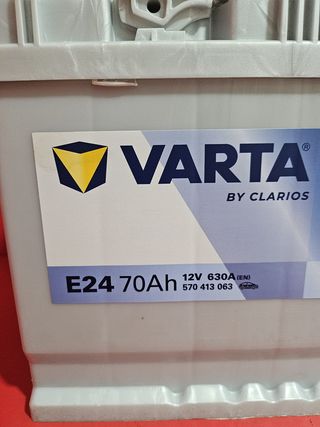 VARTA®
BY CLARIOS
E24 70Ah 12V 630A (EN)
570 413 063